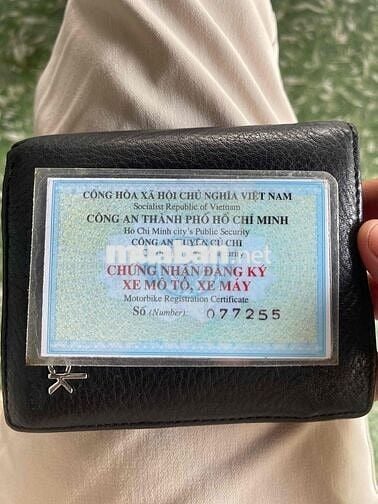 CỘNG HÒA XÃ HỘI CHỦ NGHĨA VIỆT NAM
Socialist Republic of Vietnam
CÔNG AN THÀNH PHỐ HỒ CHÍ MINH
Ho Chi Minh city's Public Security
CÔNG AN HUYỆN CỦ CHI
CHỨNG NHẬN ĐĂNG KÝ
XE MÔ TÔ, XE MÁY
Motorbike Registration Certificate
Số (Number): 077255